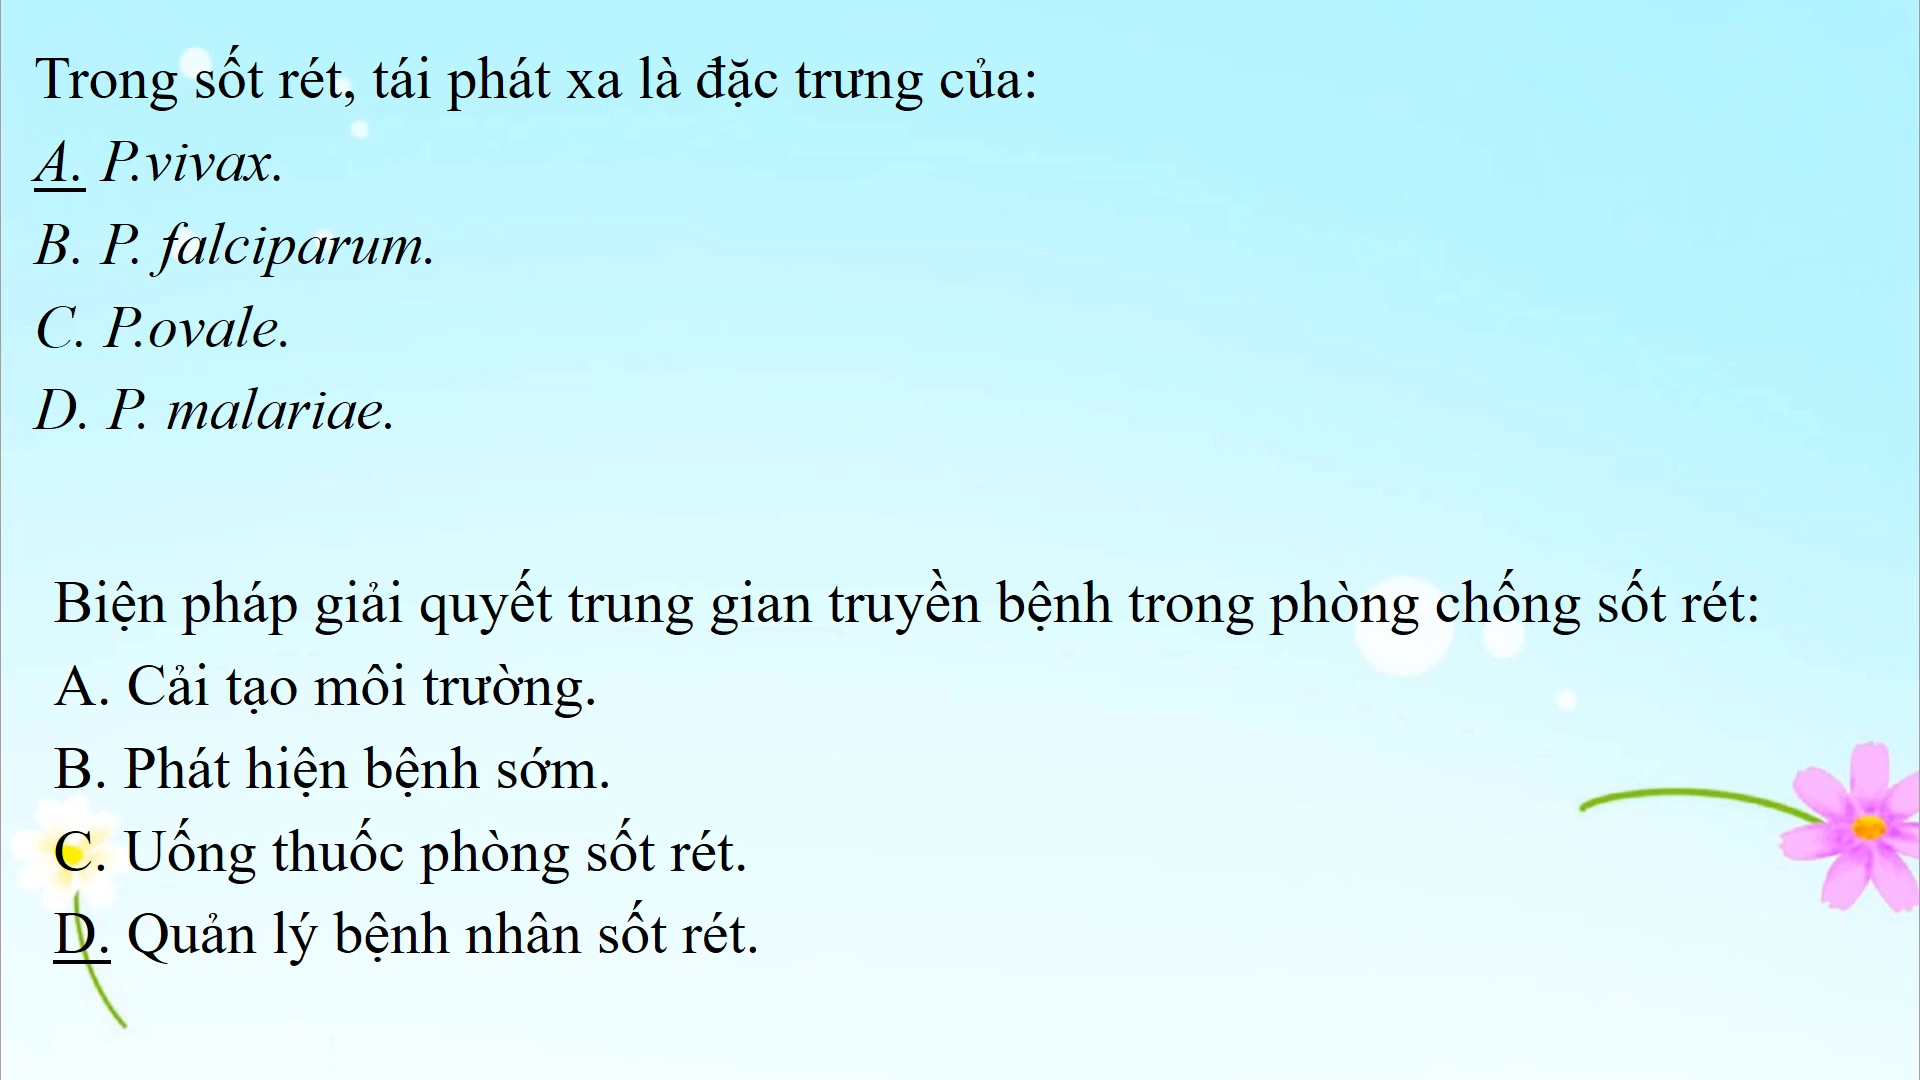 Trong sốt rét, tái phát xa là đặc trưng của:
A. P.vivax.
B. P. falciparum.
C. P.ovale.
D. P. malariae.
Biện pháp giải quyết trung gian truyền bệnh trong phòng chống sốt rét:
A. Cải tạo môi trường.
B. Phát hiện bệnh sớm.
C. Uống thuốc phòng sốt rét.
D. Quản lý bệnh nhân sốt rét.